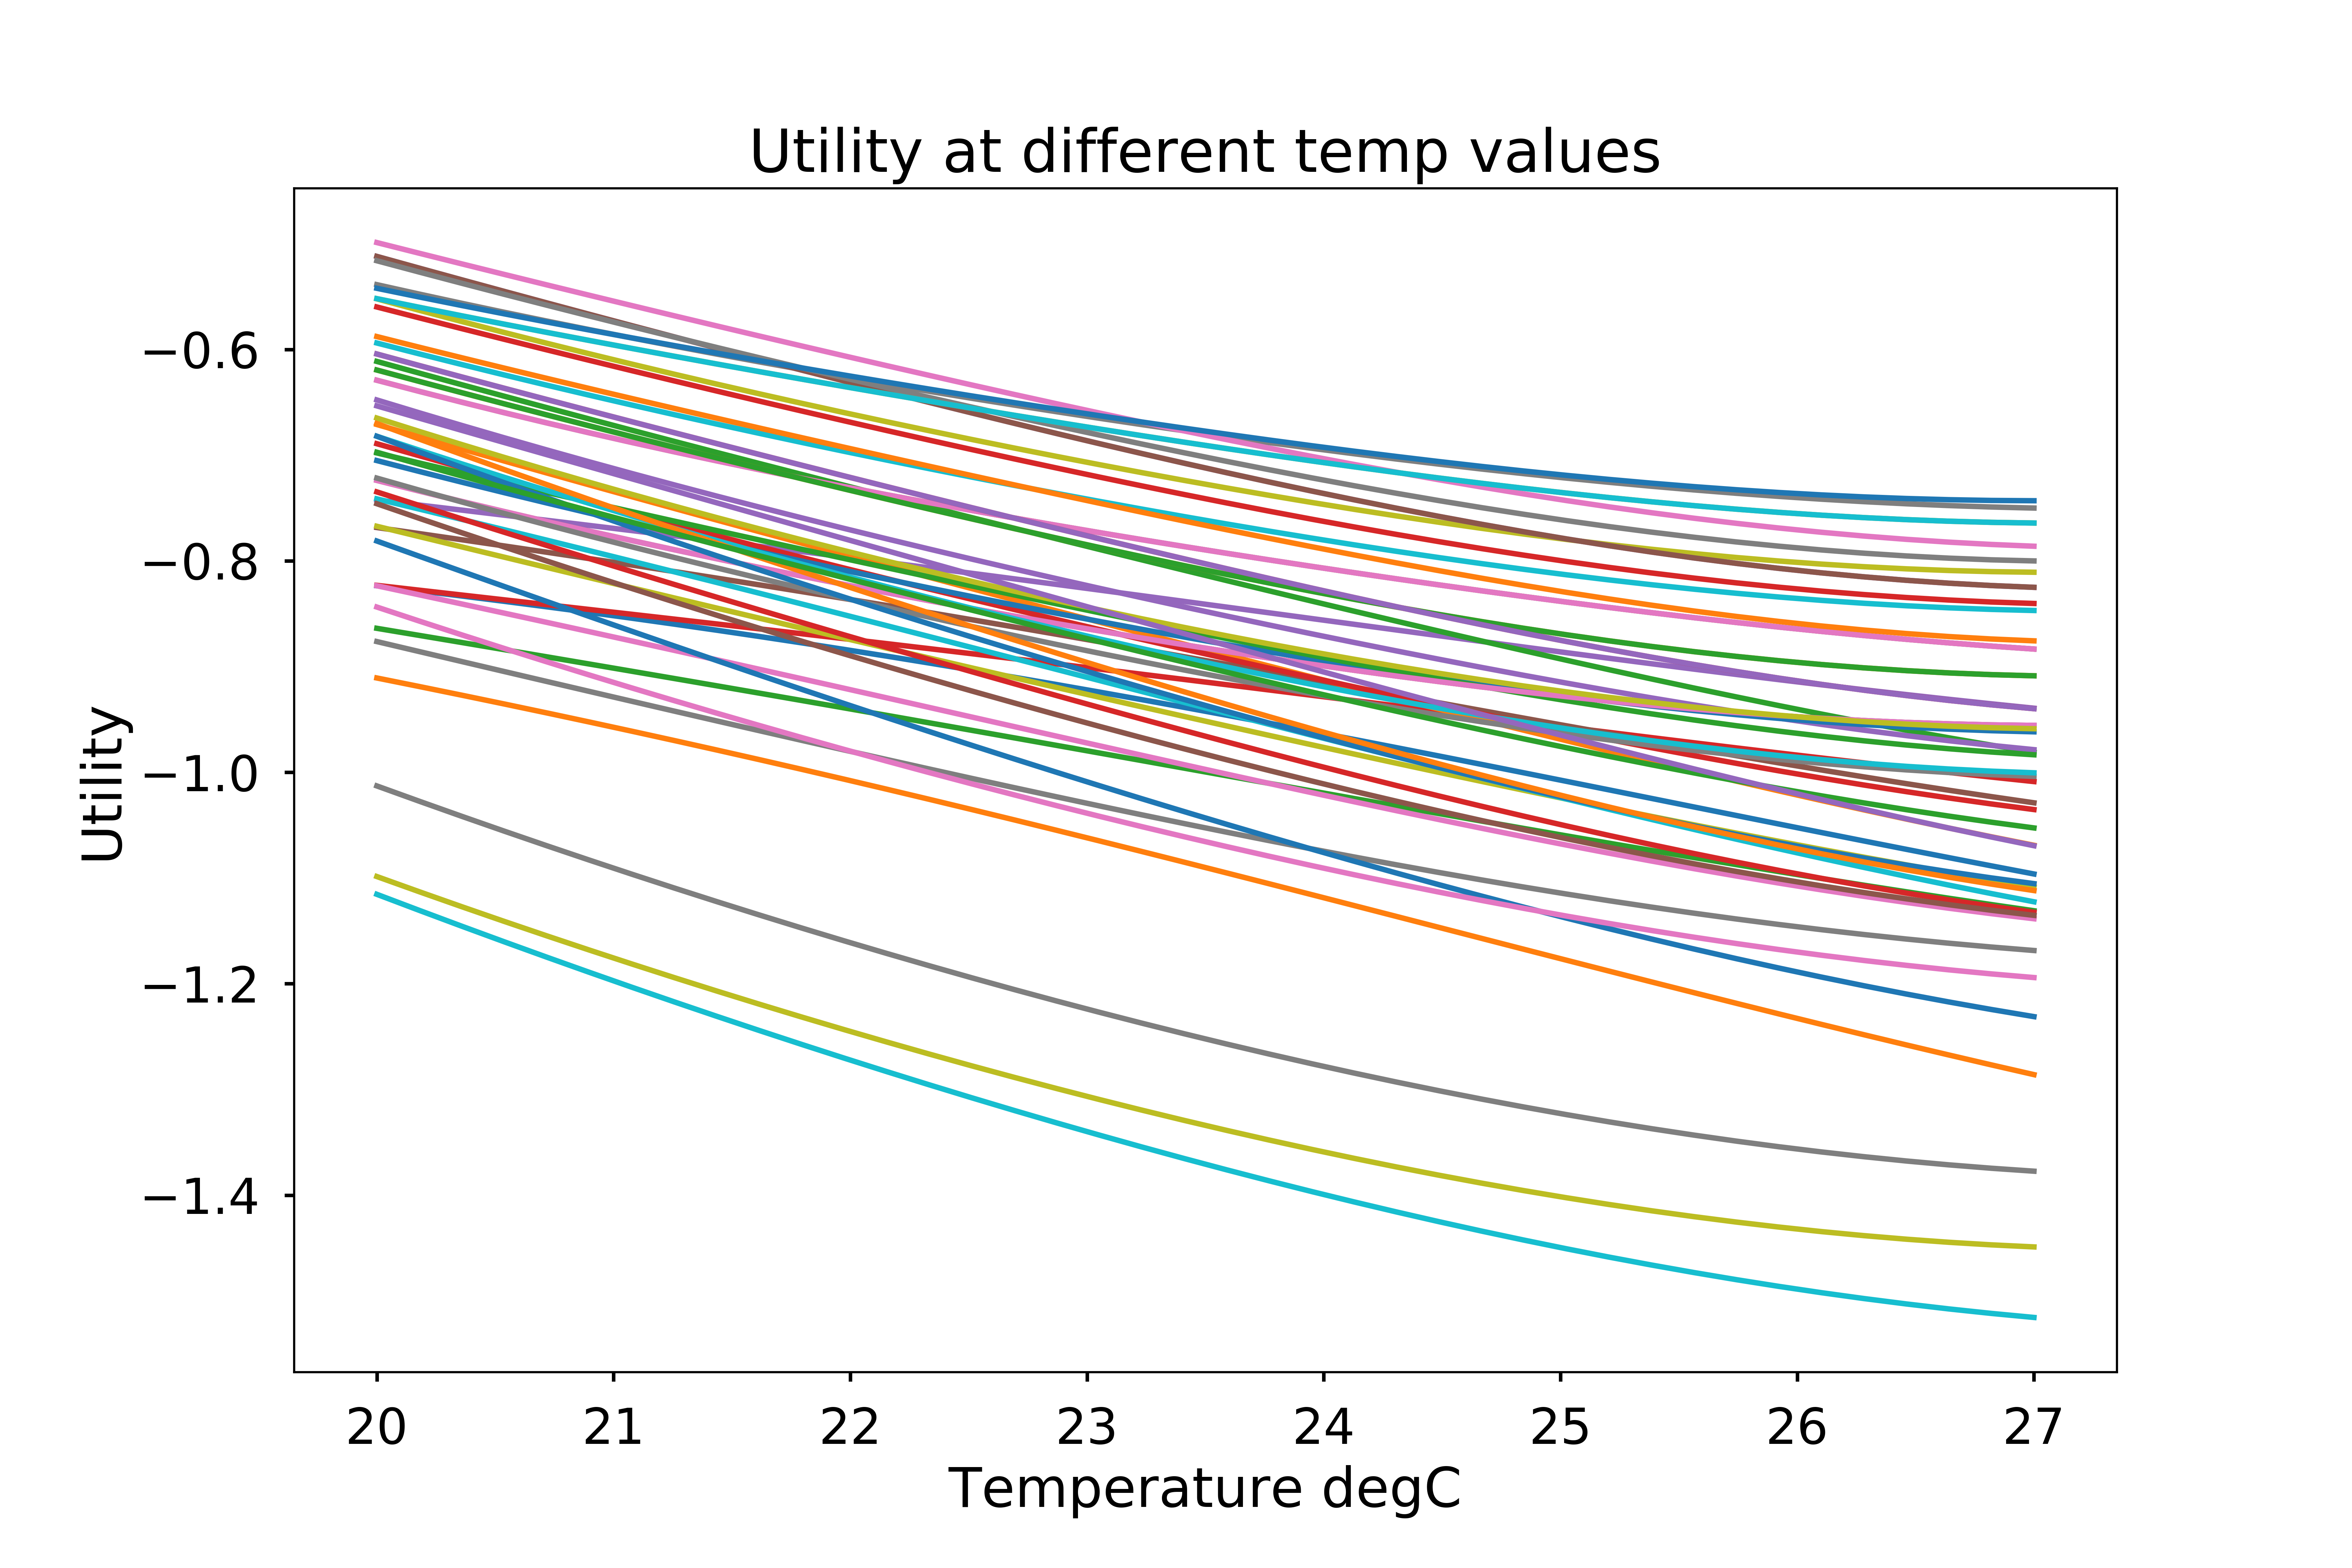 Utility at different temp values
Utility
−0.6
−0.8
−1.0
−1.2
−1.4
20 21 22 23 24 25 26 27
Temperature degC